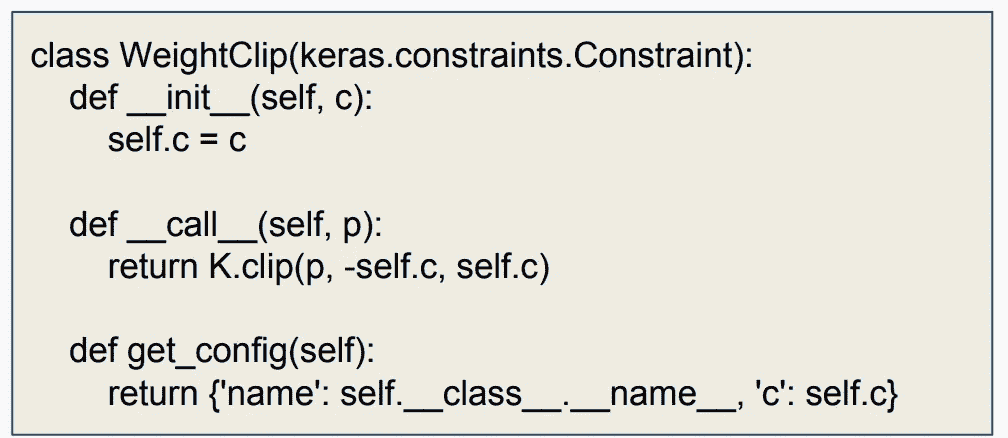 class WeightClip(keras.constraints.Constraint):
    def __init__(self, c):
        self.c = c
    def __call__(self, p):
        return K.clip(p, -self.c, self.c)
    def get_config(self):
        return {'name': self.__class__.__name__, 'c': self.c}